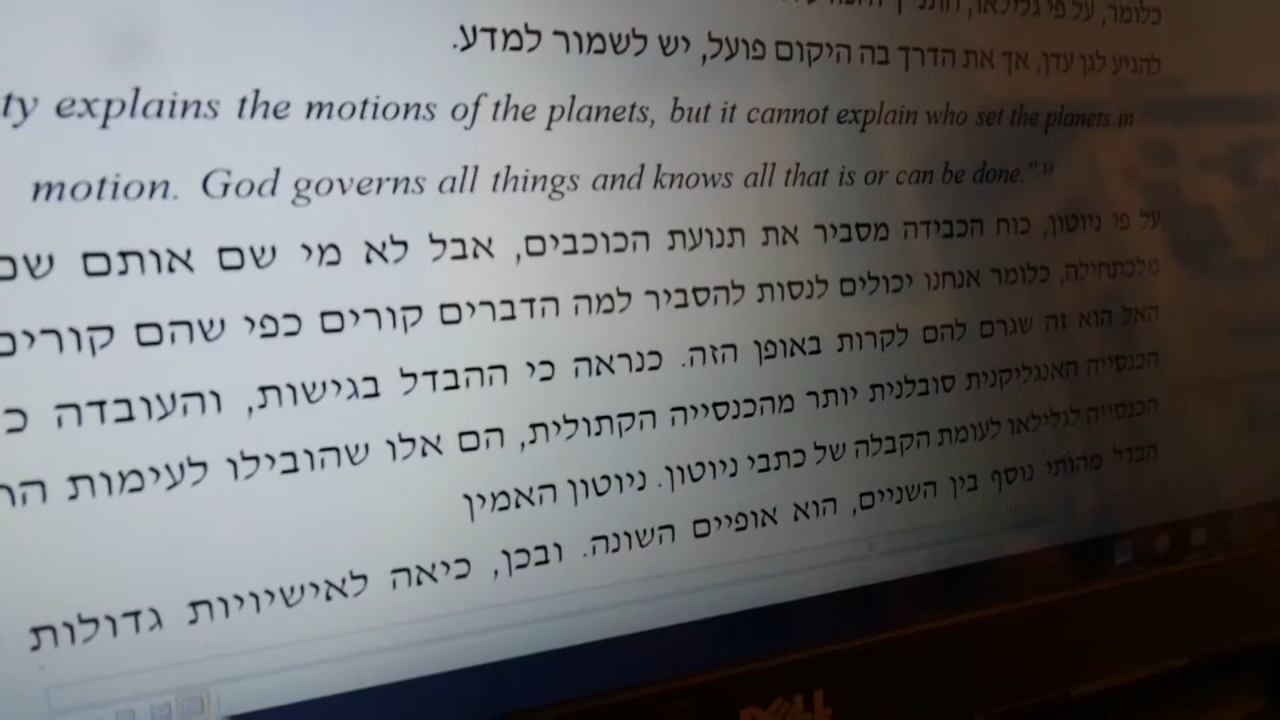 כלומר, על פי גלילאו,
להגיע לגן עדן, אך את הדרך בה היקום פועל, יש לשמור למדע.
ty explains the motions of the planets, but it cannot explain who set the planets in
motion. God governs all things and knows all that is or can be done." 16
על פי ניוטון, כוח הכבידה מסביר את תנועת הכוכבים, אבל לא מי שם אותם שם
מלכתחילה, כלומר אנחנו יכולים לנסות להסביר למה הדברים קורים כפי שהם קורים
האל הוא זה שגרם להם לקרות באופן הזה. כנראה כי ההבדל בגישות, והעובדה כ
הכנסייה האנגליקנית סובלנית יותר מהכנסייה הקתולית, הם אלו שהובילו לעימות
הכנסייה לגלילאו לעומת הקבלה של כתבי ניוטון. ניוטון האמין
הבדל מהותי נוסף בין השניים, הוא אופיים השונה. ובכן, כיאה לאישיויות גדולות
DELL